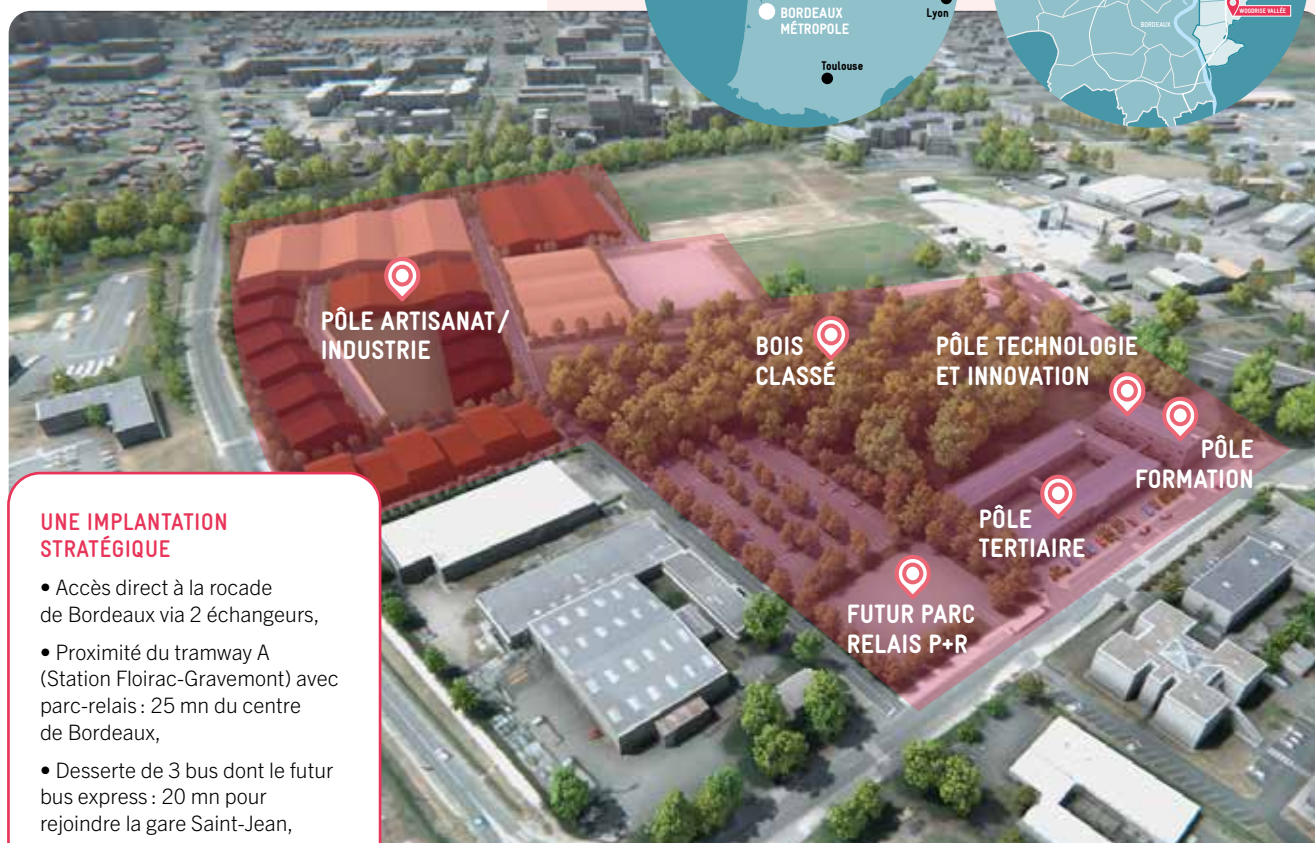 BORDEAUX
MÉTROPOLE
Lyon
Toulouse
BORDEAUX
WOODRISE VALLÉE
PÔLE ARTISANAT/
INDUSTRIE
BOIS
CLASSÉ
PÔLE TECHNOLOGIE
ET INNOVATION
PÔLE
FORMATION
PÔLE
TERTIAIRE
FUTUR PARC
RELAIS P+R
UNE IMPLANTATION
STRATÉGIQUE
• Accès direct à la rocade
de Bordeaux via 2 échangeurs,
• Proximité du tramway A
(Station Floirac-Gravemont) avec
parc-relais : 25 mn du centre
de Bordeaux,
• Desserte de 3 bus dont le futur
bus express : 20 mn pour
rejoindre la gare Saint-Jean,